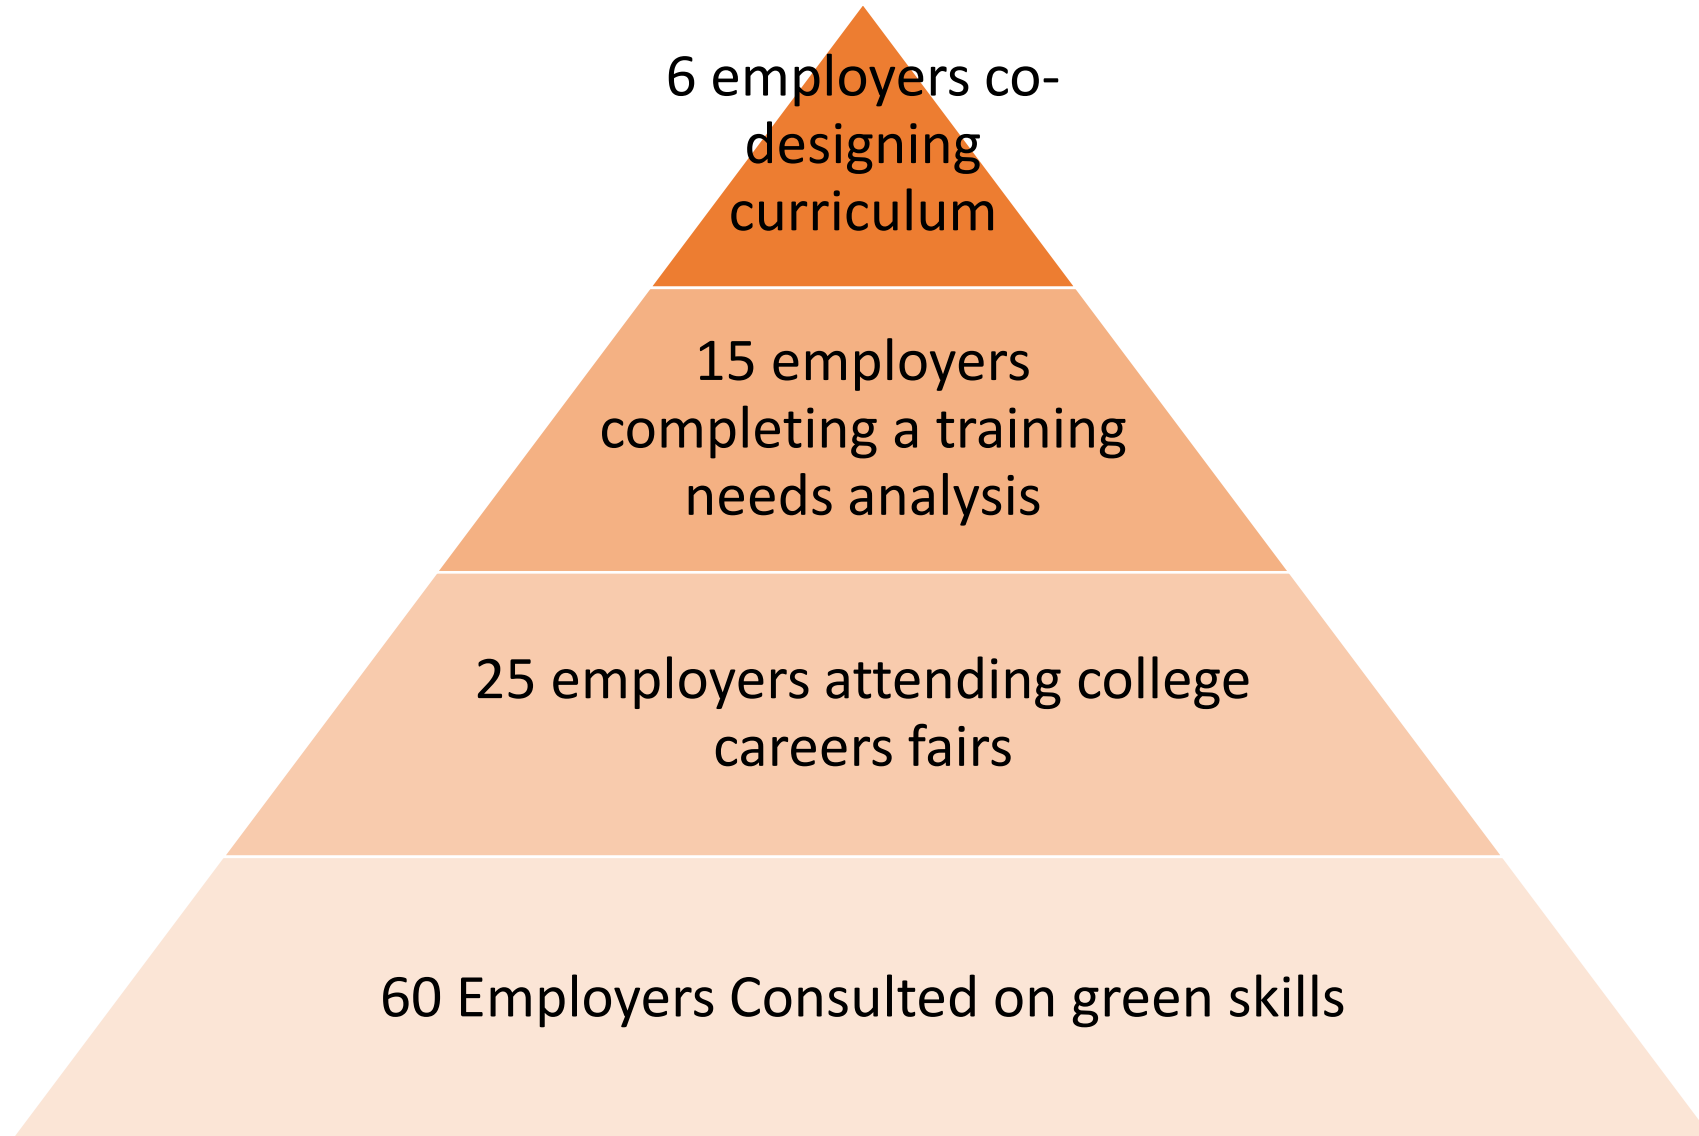 6 employers co-
designing
curriculum
15 employers
completing a training
needs analysis
25 employers attending college
careers fairs
60 Employers Consulted on green skills